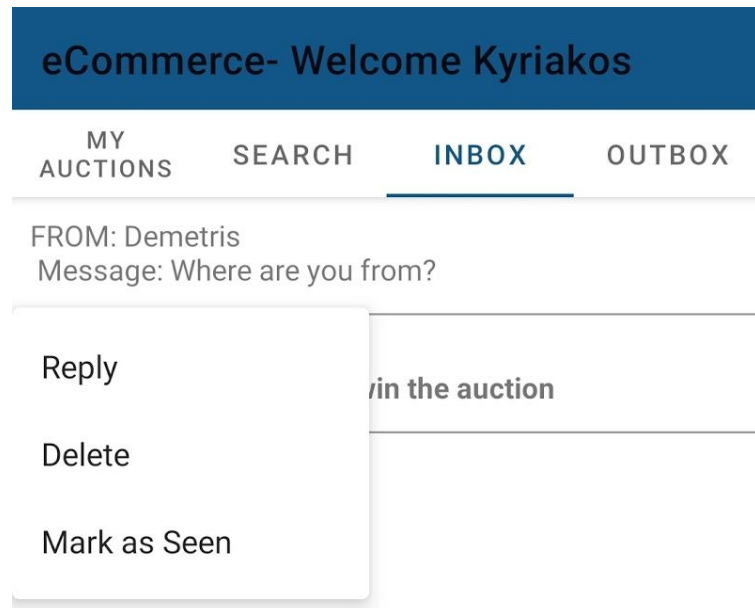 eCommerce- Welcome Kyriakos
MY
AUCTIONS
SEARCH
INBOX
OUTBOX
FROM: Demetris
Message: Where are you from?
Reply
the auction
Delete
Mark as Seen